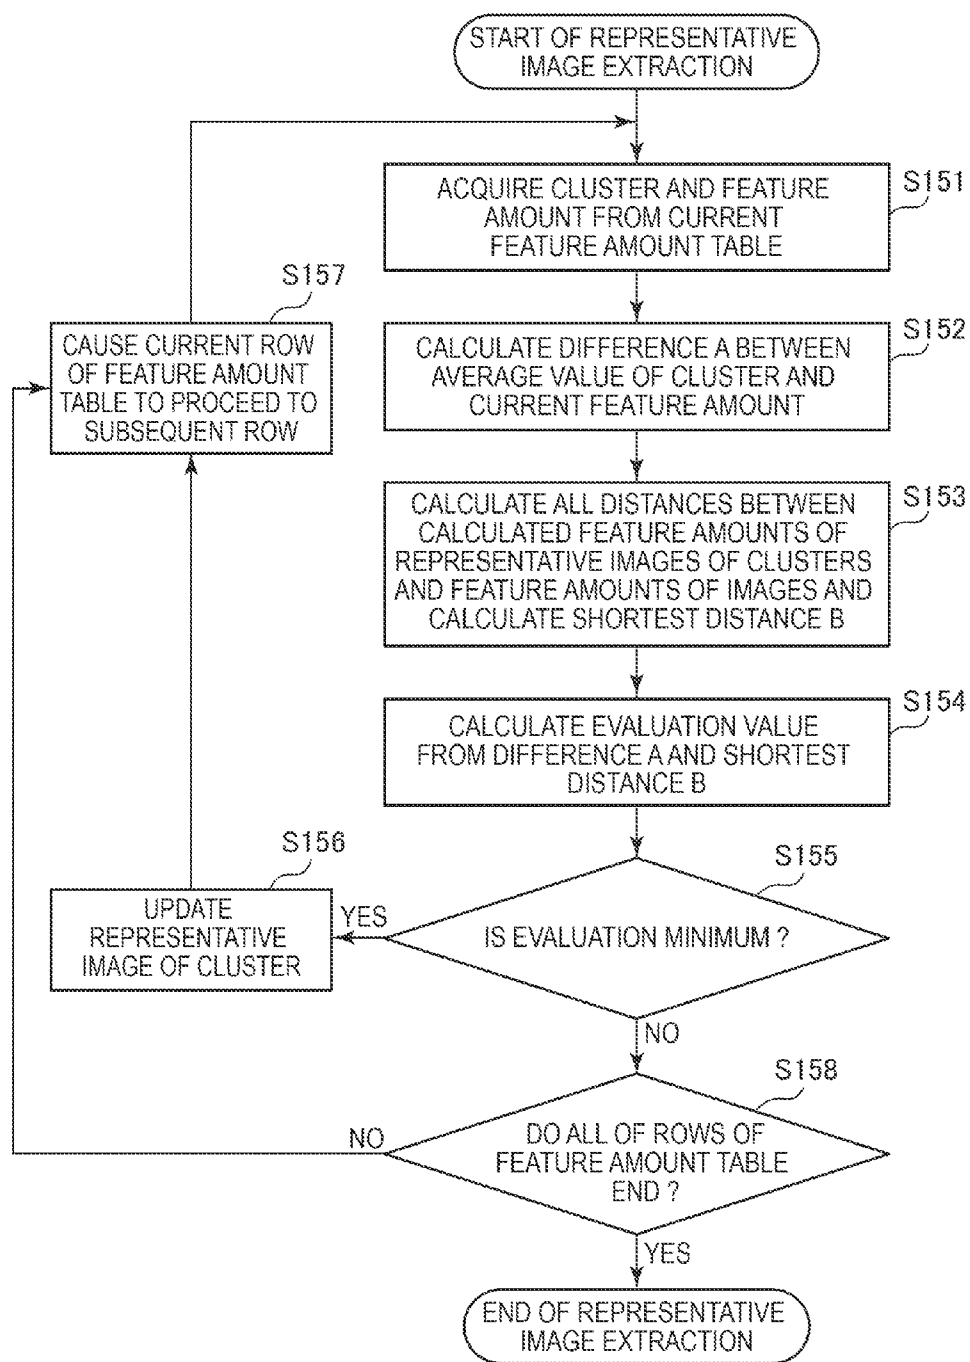 START OF REPRESENTATIVE
IMAGE EXTRACTION
S151
ACQUIRE CLUSTER AND FEATURE
AMOUNT FROM CURRENT
FEATURE AMOUNT TABLE
S157
CAUSE CURRENT ROW
OF FEATURE AMOUNT
TABLE TO PROCEED TO
SUBSEQUENT ROW
S152
CALCULATE DIFFERENCE A BETWEEN
AVERAGE VALUE OF CLUSTER AND
CURRENT FEATURE AMOUNT
S153
CALCULATE ALL DISTANCES BETWEEN
CALCULATED FEATURE AMOUNTS OF
REPRESENTATIVE IMAGES OF CLUSTERS
AND FEATURE AMOUNTS OF IMAGES AND
CALCULATE SHORTEST DISTANCE B
S154
CALCULATE EVALUATION VALUE
FROM DIFFERENCE A AND SHORTEST
DISTANCE B
S156
UPDATE
REPRESENTATIVE
IMAGE OF CLUSTER
YES
S155
IS EVALUATION MINIMUM ?
NO
S158
NO
DO ALL OF ROWS OF
FEATURE AMOUNT TABLE
END ?
YES
END OF REPRESENTATIVE
IMAGE EXTRACTION